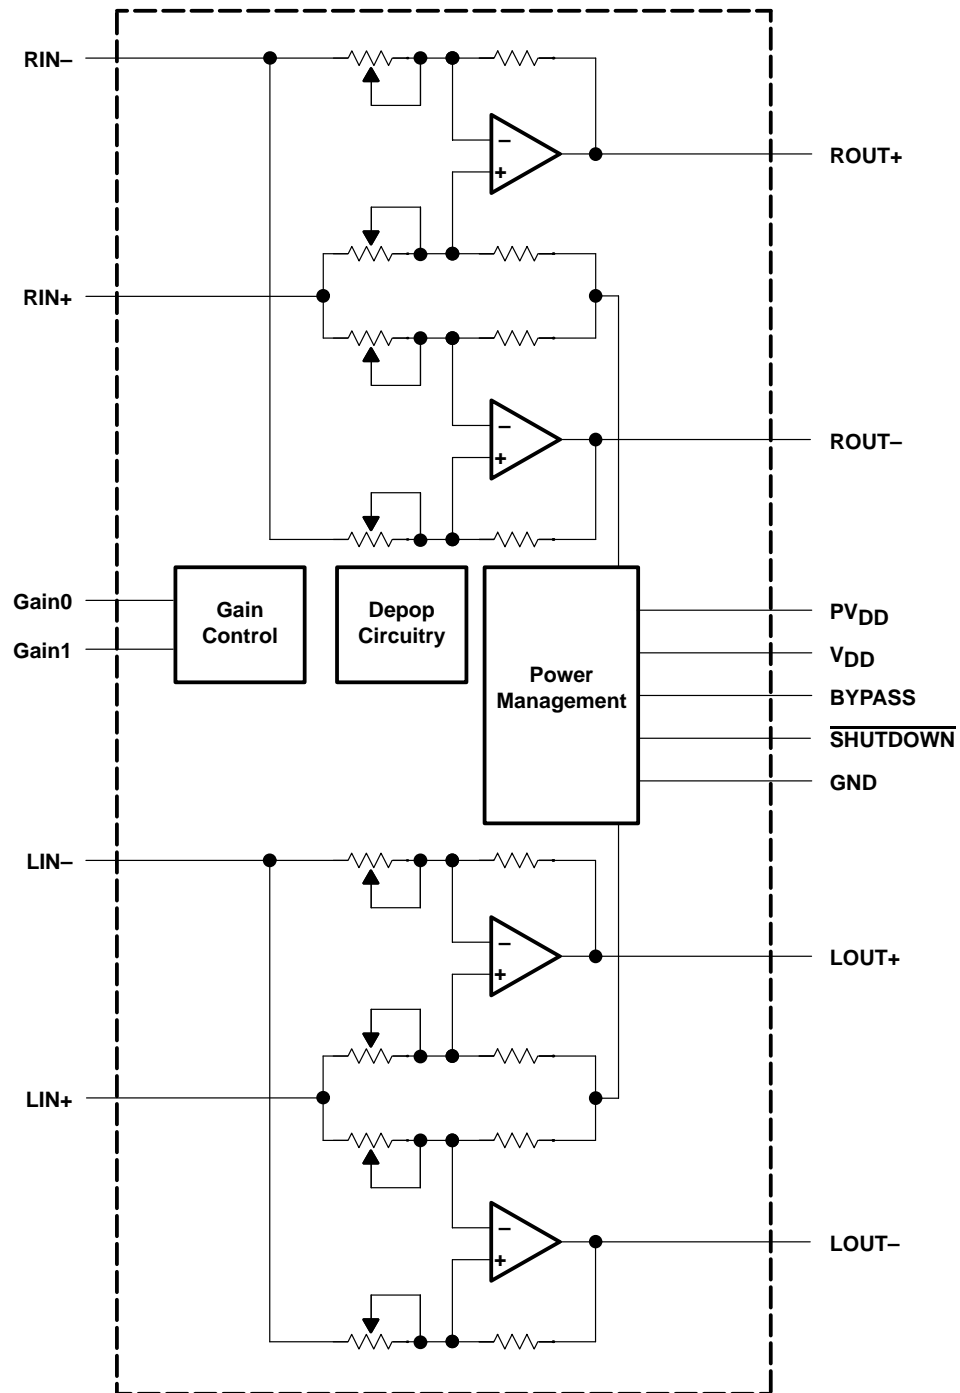 RIN–
ROUT+
RIN+
ROUT–
Gain0
Gain1
Gain
Control
Depop
Circuitry
Power
Management
PVDD
VDD
BYPASS
SHUTDOWN
GND
LIN–
LOUT+
LIN+
LOUT–
–
+
–
+
–
+
–
+